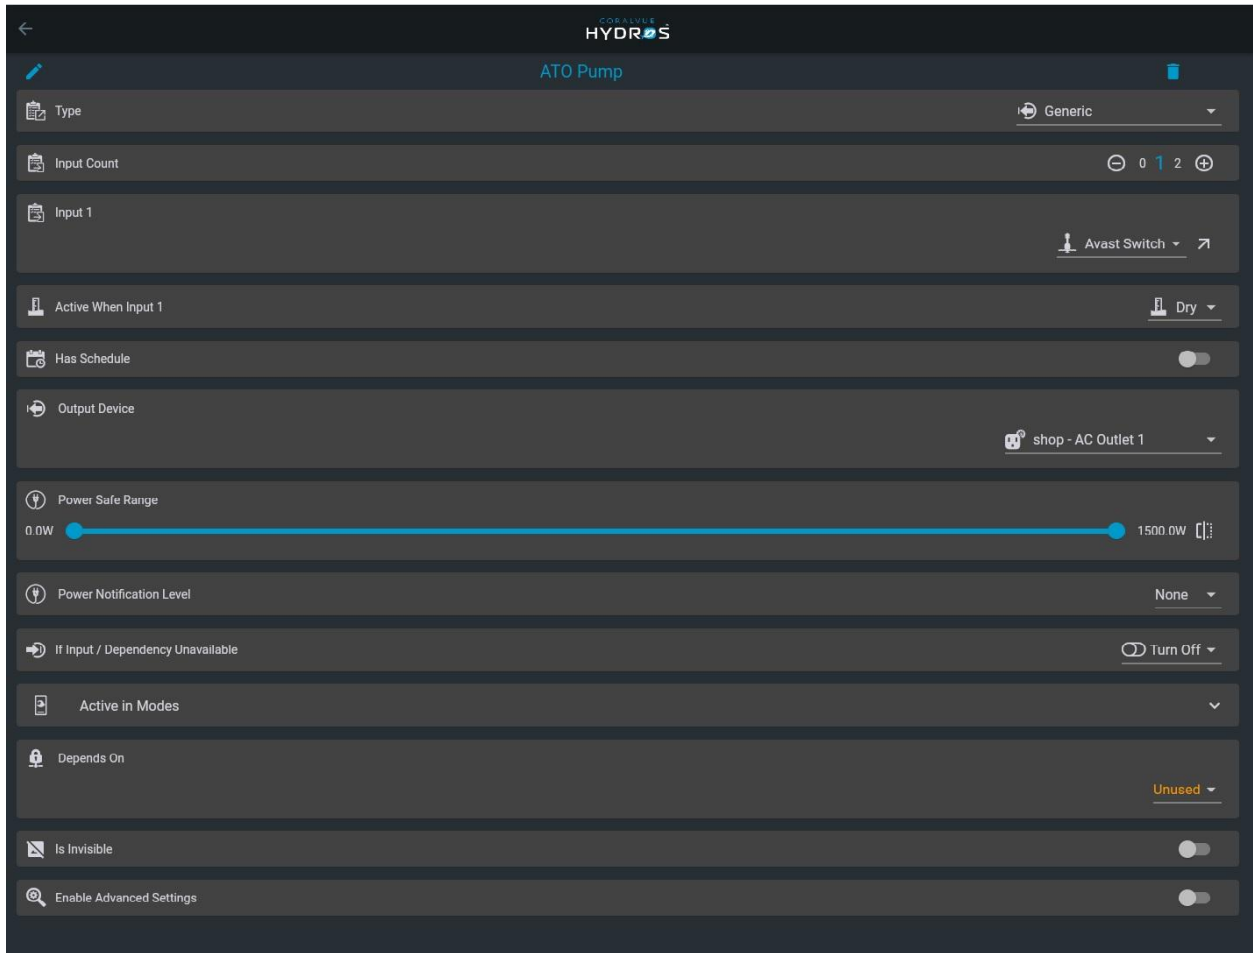 CORALVUE
HYDROS
ATO Pump
Type
Generic
Input Count
0 1 2
Input 1
Avast Switch
Active When Input 1
Dry
Has Schedule
Output Device
shop - AC Outlet 1
Power Safe Range
0.0W
1500.0W
Power Notification Level
None
If Input / Dependency Unavailable
Turn Off
Active in Modes
Depends On
Unused
Is Invisible
Enable Advanced Settings